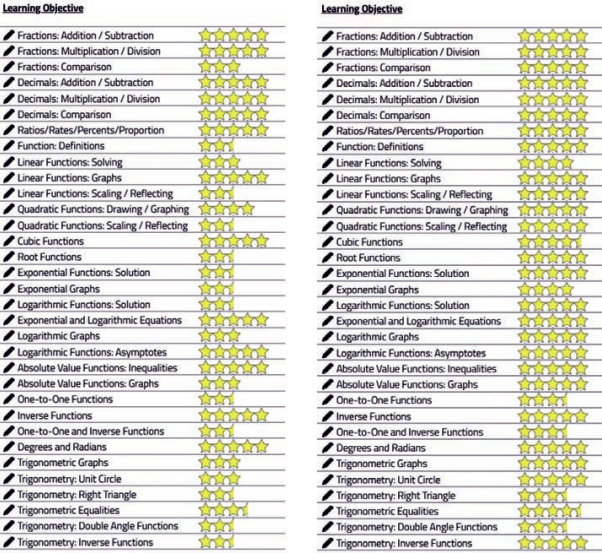 Learning Objective
Fractions: Addition / Subtraction
Fractions: Multiplication / Division
Fractions: Comparison
Decimals: Addition / Subtraction
Decimals: Multiplication / Division
Decimals: Comparison
Ratios/Rates/Percents/Proportion
Function: Definitions
Linear Functions: Solving
Linear Functions: Graphs
Linear Functions: Scaling / Reflecting
Quadratic Functions: Drawing / Graphing
Quadratic Functions: Scaling / Reflecting
Cubic Functions
Root Functions
Exponential Functions: Solution
Exponential Graphs
Logarithmic Functions: Solution
Exponential and Logarithmic Equations
Logarithmic Graphs
Logarithmic Functions: Asymptotes
Absolute Value Functions: Inequalities
Absolute Value Functions: Graphs
One-to-One Functions
Inverse Functions
One-to-One and Inverse Functions
Degrees and Radians
Trigonometric Graphs
Trigonometry: Unit Circle
Trigonometry: Right Triangle
Trigonometric Equalities
Trigonometry: Double Angle Functions
Trigonometry: Inverse Functions
Learning Objective
Fractions: Addition / Subtraction
Fractions: Multiplication / Division
Fractions: Comparison
Decimals: Addition / Subtraction
Decimals: Multiplication / Division
Decimals: Comparison
Ratios/Rates/Percents/Proportion
Function: Definitions
Linear Functions: Solving
Linear Functions: Graphs
Linear Functions: Scaling / Reflecting
Quadratic Functions: Drawing / Graphing
Quadratic Functions: Scaling / Reflecting
Cubic Functions
Root Functions
Exponential Functions: Solution
Exponential Graphs
Logarithmic Functions: Solution
Exponential and Logarithmic Equations
Logarithmic Graphs
Logarithmic Functions: Asymptotes
Absolute Value Functions: Inequalities
Absolute Value Functions: Graphs
One-to-One Functions
Inverse Functions
One-to-One and Inverse Functions
Degrees and Radians
Trigonometric Graphs
Trigonometry: Unit Circle
Trigonometry: Right Triangle
Trigonometric Equalities
Trigonometry: Double Angle Functions
Trigonometry: Inverse Functions